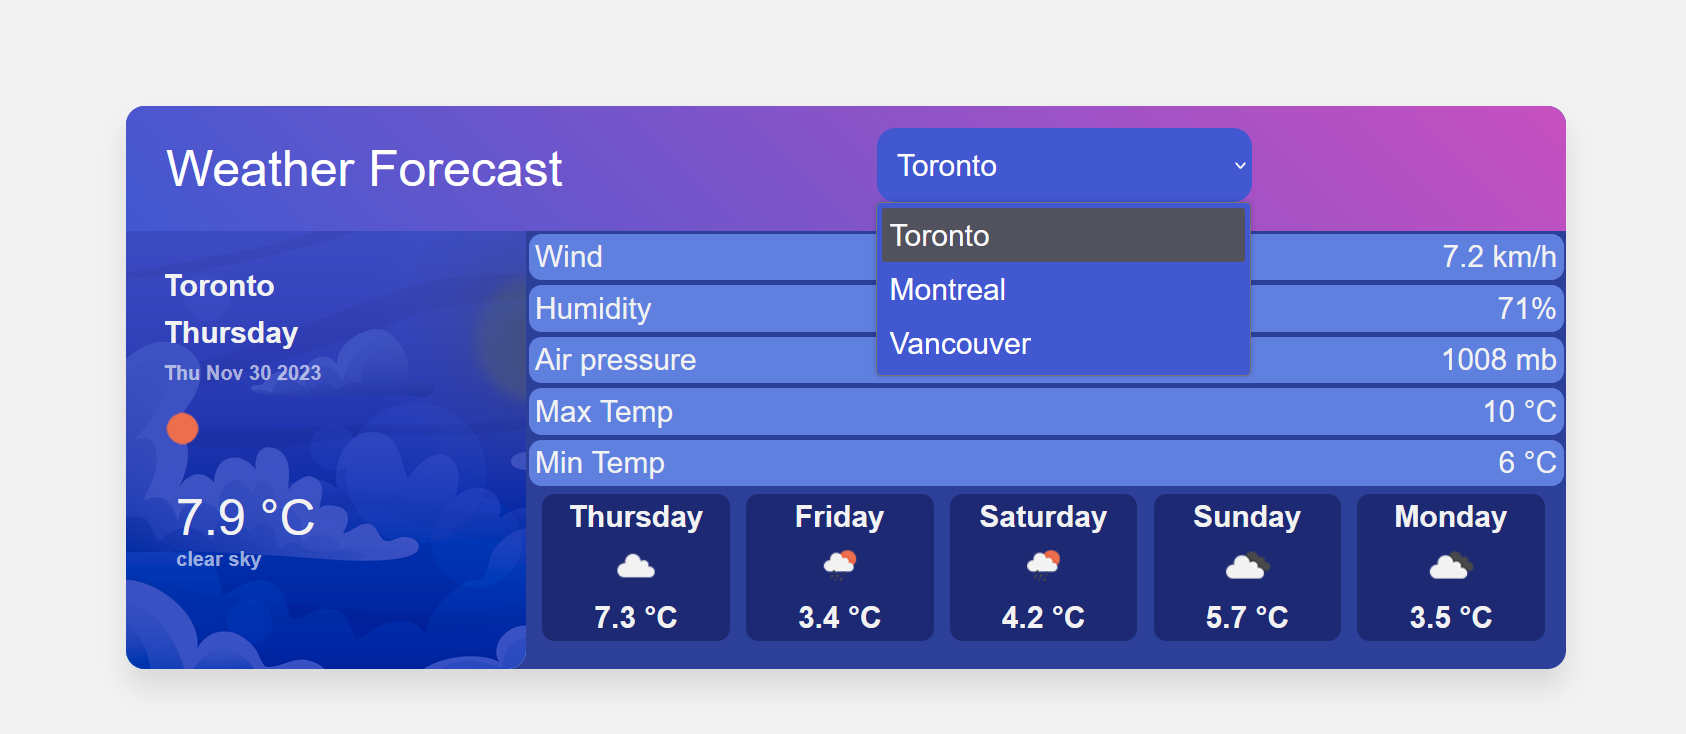 Weather Forecast
Toronto
Toronto
Montreal
Vancouver
Toronto
Thursday
Thu Nov 30 2023
7.9 °C
clear sky
Wind 7.2 km/h
Humidity 71%
Air pressure 1008 mb
Max Temp 10 °C
Min Temp 6 °C
Thursday Friday Saturday Sunday Monday
7.3 °C 3.4 °C 4.2 °C 5.7 °C 3.5 °C